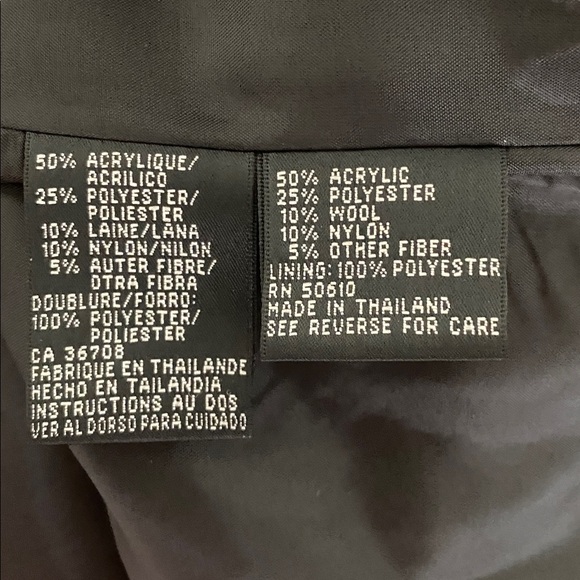 50% ACRYLIQUE/
ACRILICO
25% POLYESTER/
POLIESTER
10% LAINE/LANA
10% NYLON/NILON
5% AUTER FIBRE/
OTRA FIBRA
DOUBLURE/FORRO:
100% POLYESTER/
POLIESTER
CA 36708
FABRIQUE EN THAILANDE
HECHO EN TAILANDIA
INSTRUCTIONS AU DOS
VER AL DORSO PARA CUIDADO
50% ACRYLIC
25% POLYESTER
10% WOOL
10% NYLON
5% OTHER FIBER
LINING: 100% POLYESTER
RN 50610
MADE IN THAILAND
SEE REVERSE FOR CARE